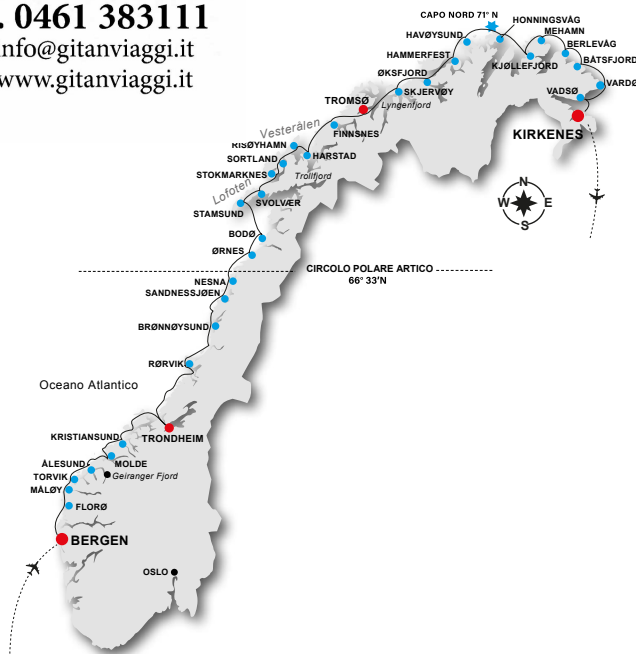 . 0461 383111
info@gitanviaggi.it
www.gitanviaggi.it
CAPO NORD 71° N
HONNINGSVÅG
MEHAMN
HAVØYSUND
BERLEVÅG
HAMMERFEST
KJØLLEFJORD
BÅTSFJORD
ØKSFJORD
VARDØ
SKJERVØY
VADSØ
TROMSØ
Lyngenfjord
KIRKENES
Vesterålen
FINNSNES
RISØYHAMN
HARSTAD
SORTLAND
STOKMARKNES
Trollfjord
Lofoten
SVOLVÆR
STAMSUND
N
W
E
S
BODØ
ØRNES
CIRCOLO POLARE ARTICO
66° 33'N
NESNA
SANDNESSJØEN
BRØNNØYSUND
RØRVIK
Oceano Atlantico
KRISTIANSUND
TRONDHEIM
MOLDE
ÅLESUND
Geiranger Fjord
TORVIK
MÅLØY
FLORØ
BERGEN
OSLO